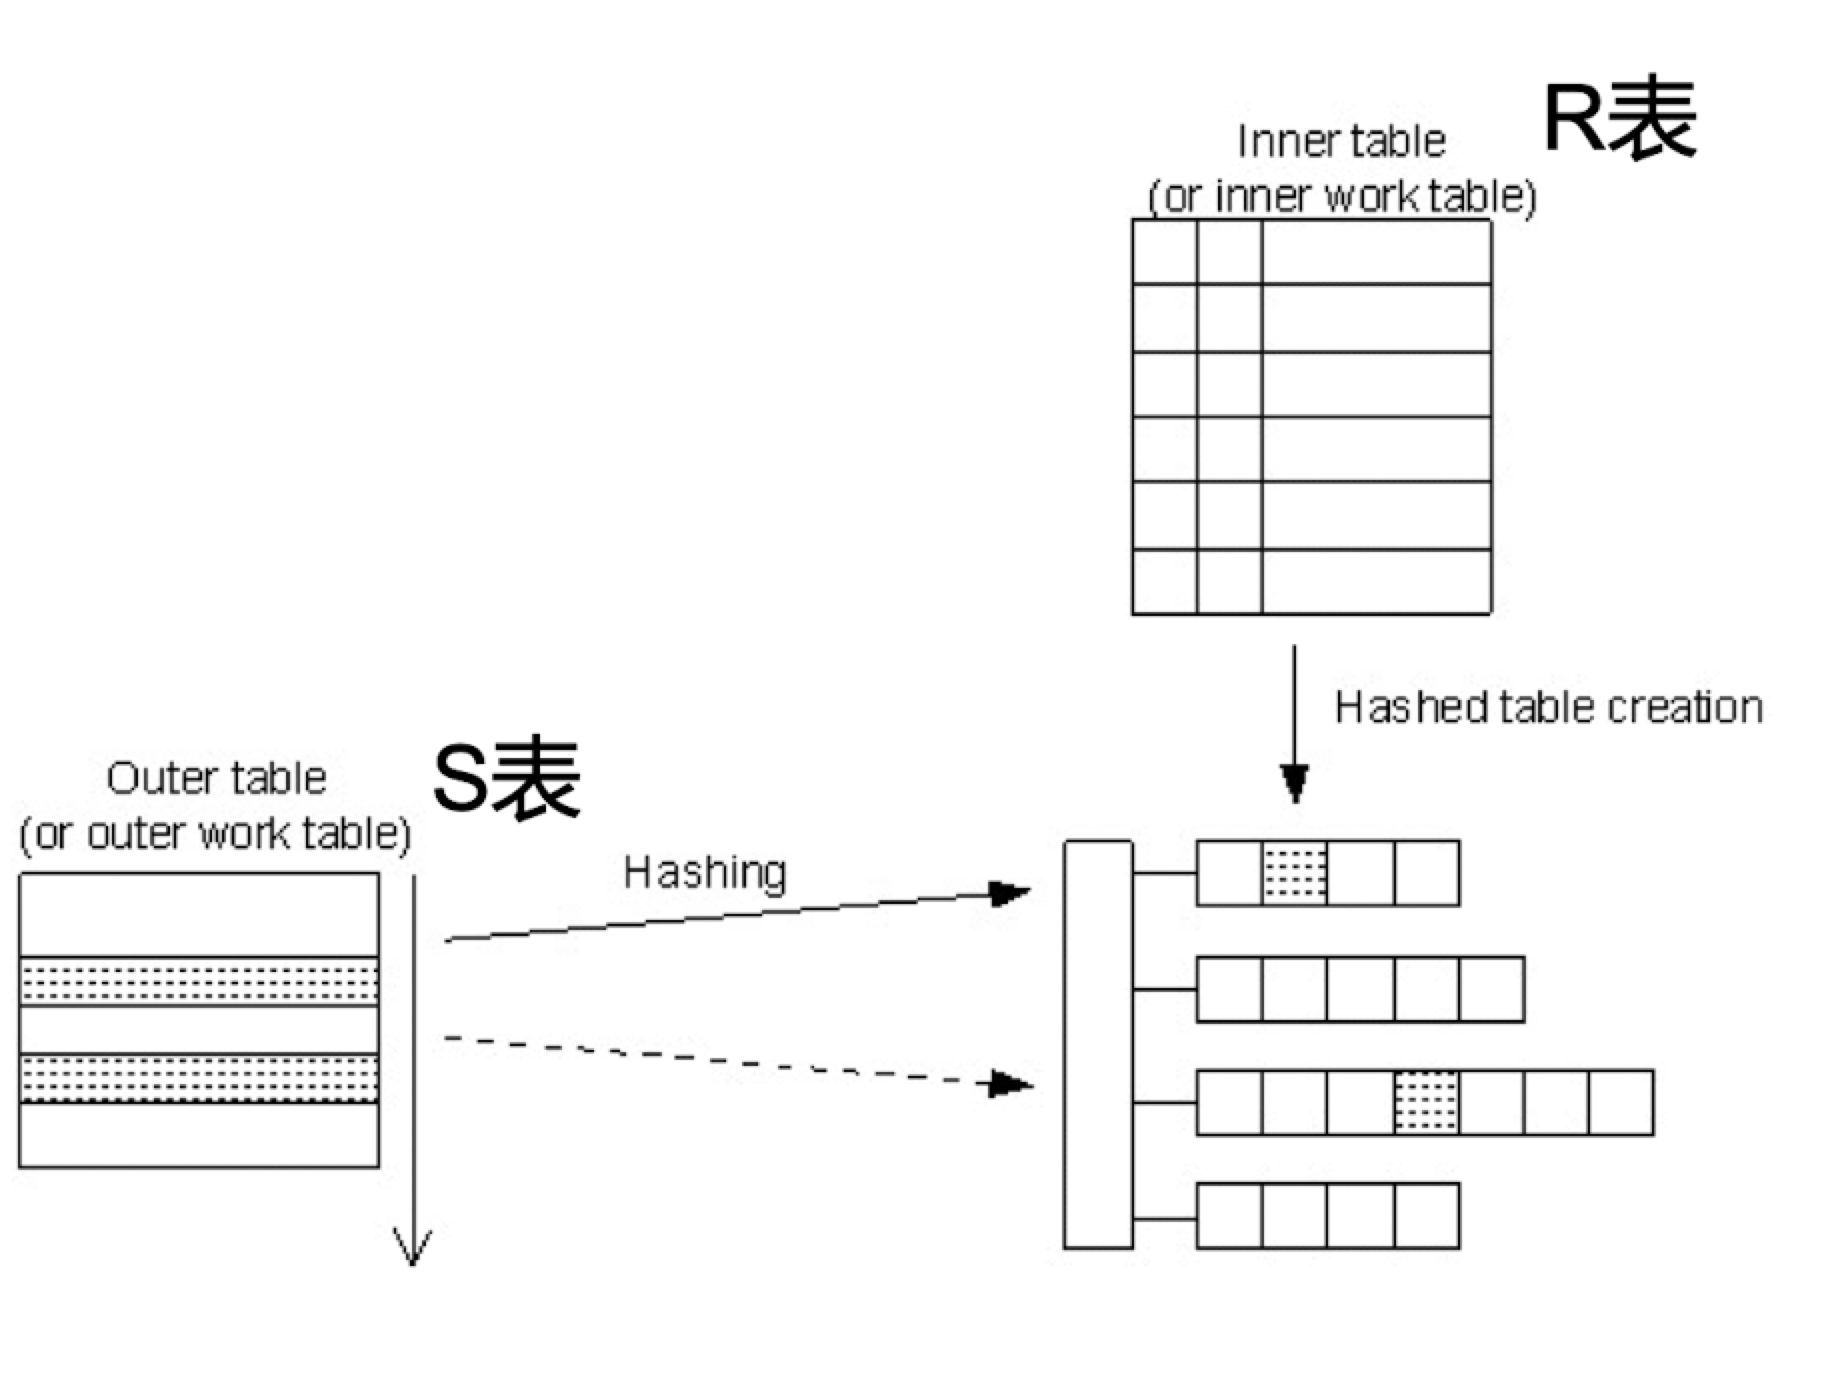 R表
Inner table
(or inner work table)
Hashed table creation
S表
Outer table
(or outer work table)
Hashing